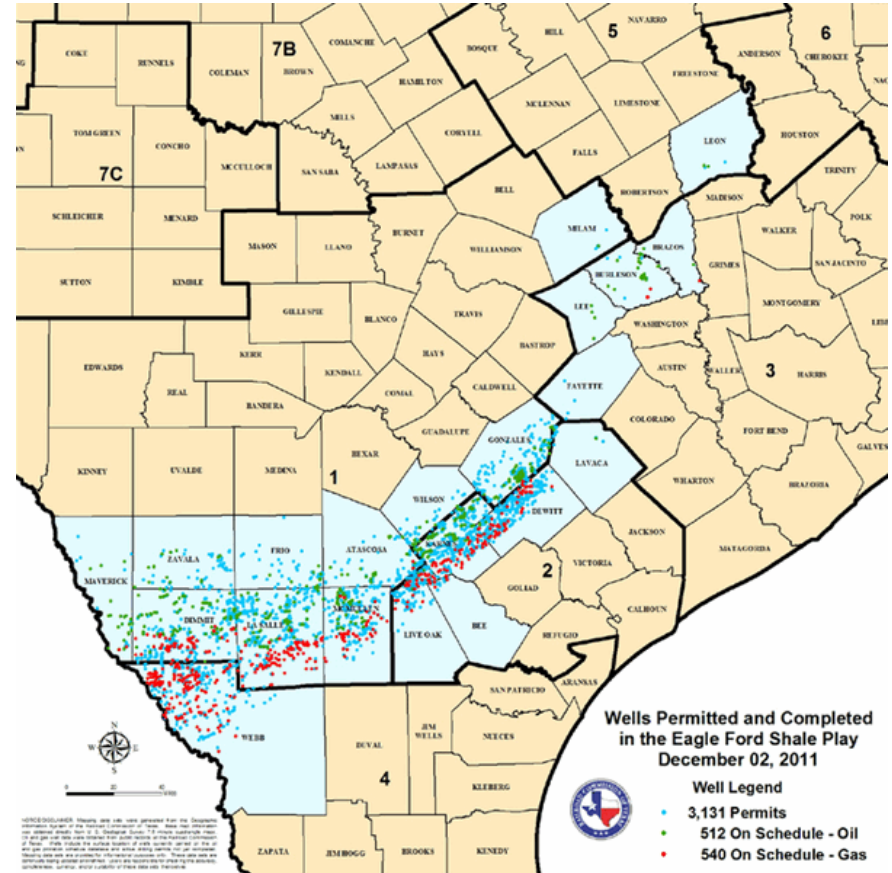 COKE
RUNNELS
COLEMAN
7B
BROWN
COMANCHE
BOSQUE
HILL
5
NAVARRO
ANDERSON
6
CHEROKEE
HAMILTON
MCLENNAN
LIMESTONE
FREESTONE
TOM GREEN
CONCHO
MCCULLOCH
7C
MILLS
SAN SABA
LAMPASAS
CORYELL
FALLS
LEON
HOUSTON
TRINITY
SCHLEICHER
MENARD
BELL
ROBERTSON
MADISON
POLK
MASON
LLANO
BURNET
WILLIAMSON
MILAM
BRAZOS
WALKER
GRIMES
SAN JACINTO
SUTTON
KIMBLE
BURLESON
GILLESPIE
BLANCO
TRAVIS
LEE
MONTGOMERY
WASHINGTON
EDWARDS
KERR
HAYS
BASTROP
AUSTIN
WALLER
3
HARRIS
REAL
KENDALL
COMAL
CALDWELL
FAYETTE
BANDERA
GUADALUPE
COLORADO
FORT BEND
KINNEY
UVALDE
MEDINA
BEXAR
1
GONZALES
LAVACA
WHARTON
BRAZORIA
WILSON
DEWITT
MAVERICK
ZAVALA
FRIO
ATASCOSA
KARNES
JACKSON
MATAGORDA
2
VICTORIA
GOLIAD
DIMMIT
LA SALLE
MCMULLEN
LIVE OAK
BEE
CALHOUN
REFUGIO
ARANSAS
SAN PATRICIO
WEBB
DUVAL
JIM
WELLS
NUECES
4
KLEBERG
ZAPATA
JIM HOGG
BROOKS
KENEDY
N
W
E
S
Wells Permitted and Completed
in the Eagle Ford Shale Play
December 02, 2011
Well Legend
3,131 Permits
512 On Schedule - Oil
540 On Schedule - Gas